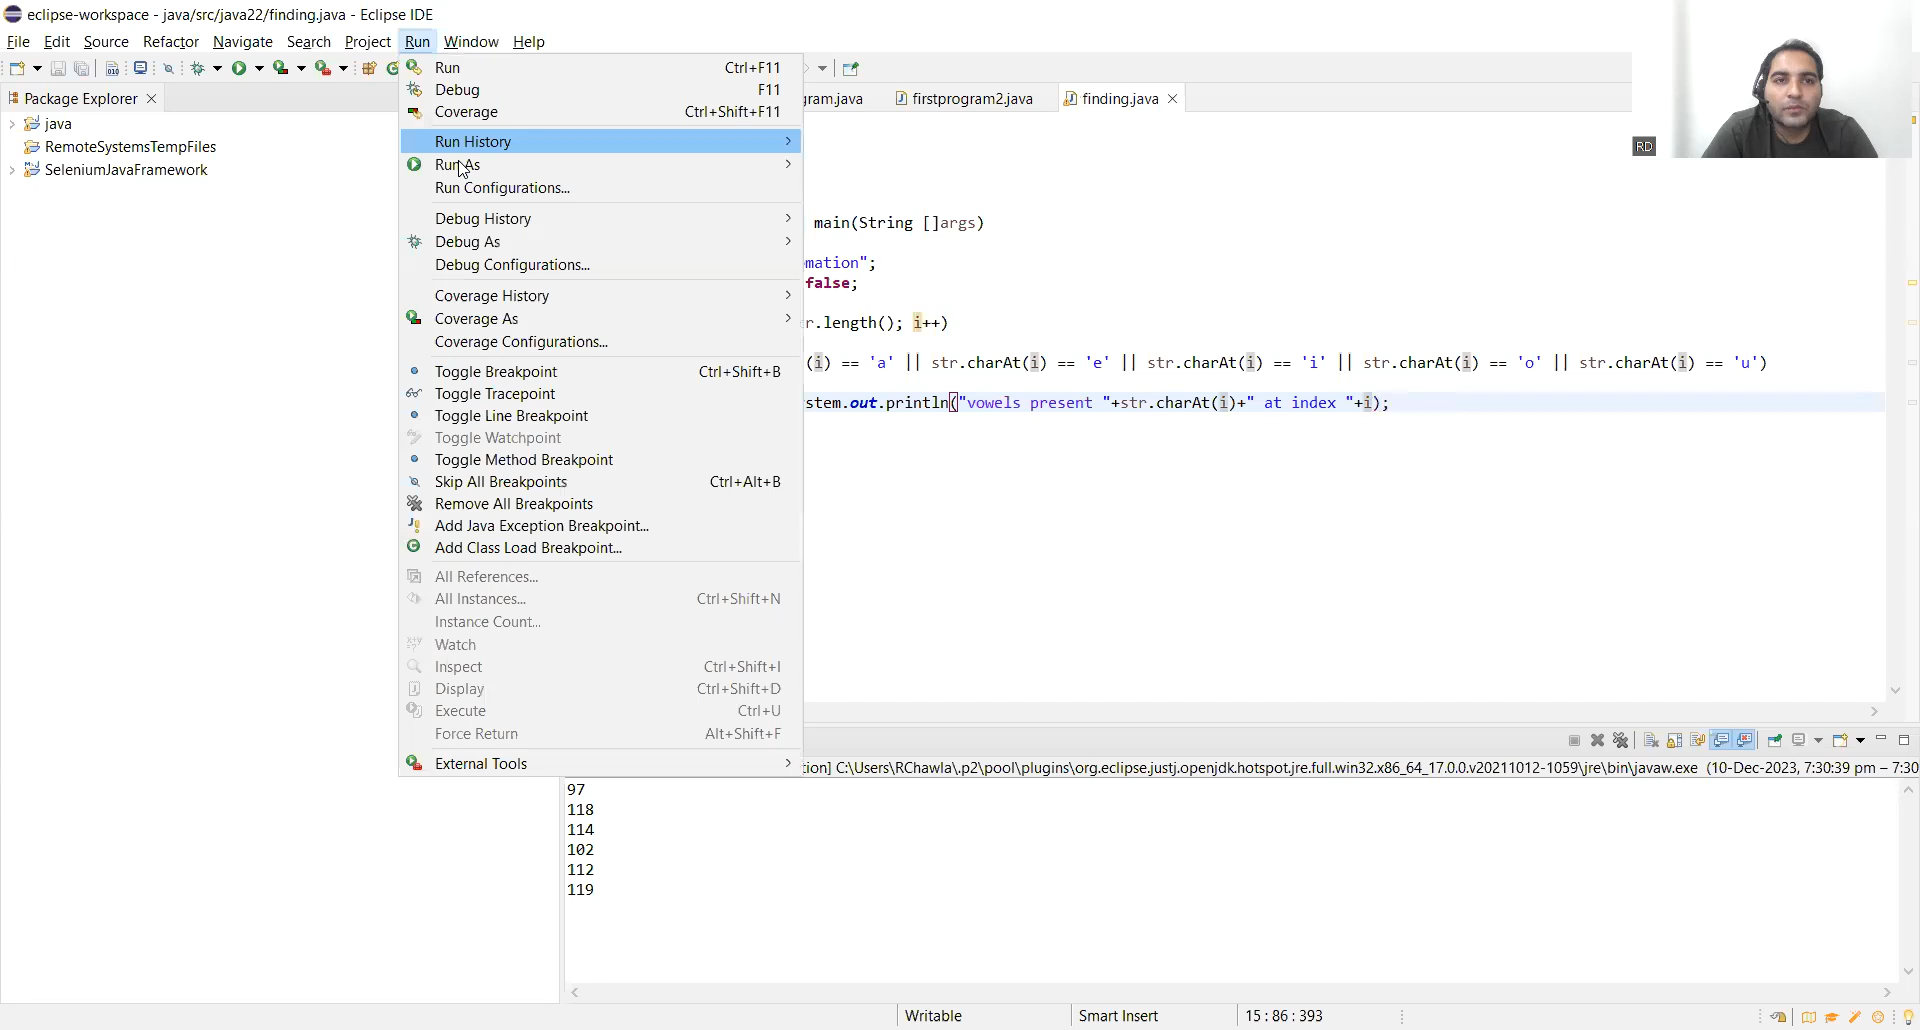 eclipse-workspace - java/src/java22/finding.java - Eclipse IDE
File Edit Source Refactor Navigate Search Project Run Window Help
Package Explorer
java
RemoteSystemsTempFiles
SeleniumJavaFramework
Run Ctrl+F11
Debug F11
Coverage Ctrl+Shift+F11
Run History
Run As
Run Configurations...
Debug History
Debug As
Debug Configurations...
Coverage History
Coverage As
Coverage Configurations...
Toggle Breakpoint Ctrl+Shift+B
Toggle Tracepoint
Toggle Line Breakpoint
Toggle Watchpoint
Toggle Method Breakpoint
Skip All Breakpoints Ctrl+Alt+B
Remove All Breakpoints
Add Java Exception Breakpoint...
Add Class Load Breakpoint...
All References...
All Instances... Ctrl+Shift+N
Instance Count...
Watch
Inspect Ctrl+Shift+I
Display Ctrl+Shift+D
Execute Ctrl+U
Force Return Alt+Shift+F
External Tools
gram.java firstprogram2.java finding.java
RD
main(String []args)
mation";
false;
r.length(); i++)
(i) == 'a' || str.charAt(i) == 'e' || str.charAt(i) == 'i' || str.charAt(i) == 'o' || str.charAt(i) == 'u')
stem.out.println("vowels present "+str.charAt(i)+" at index "+i);
tion] C:\Users\RChawla\.p2\pool\plugins\org.eclipse.justj.openjdk.hotspot.jre.full.win32.x86_64_17.0.0.v20211012-1059\jre\bin\javaw.exe (10-Dec-2023, 7:30:39 pm – 7:30
97
118
114
102
112
119
Writable Smart Insert 15 : 86 : 393